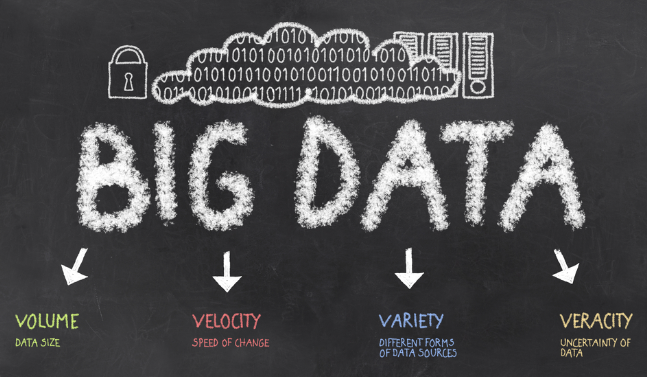 BIG DATA
VOLUME
DATA SIZE
VELOCITY
SPEED OF CHANGE
VARIETY
DIFFERENT FORMS
OF DATA SOURCES
VERACITY
UNCERTAINTY OF
DATA